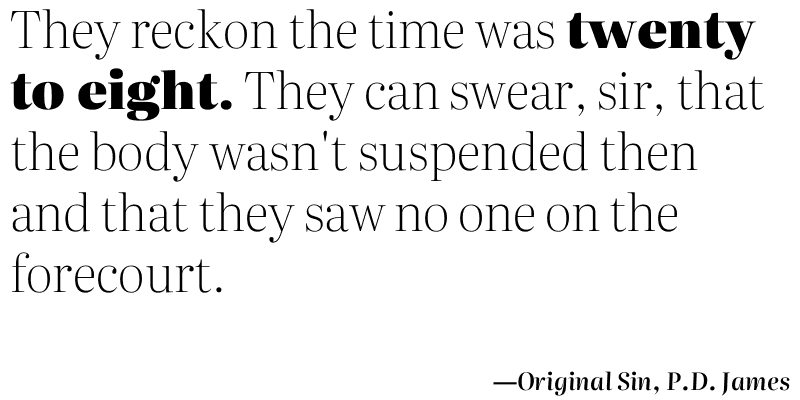 They reckon the time was twenty
to eight. They can swear, sir, that
the body wasn't suspended then
and that they saw no one on the
forecourt.
—Original Sin, P.D. James